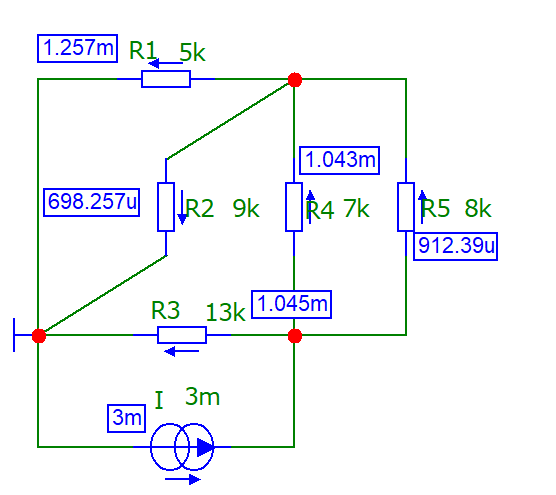 1.257m R1 5k
1.043m
698.257u R2 9k R4 7k R5 8k
912.39u
R3 13k 1.045m
I 3m
3m